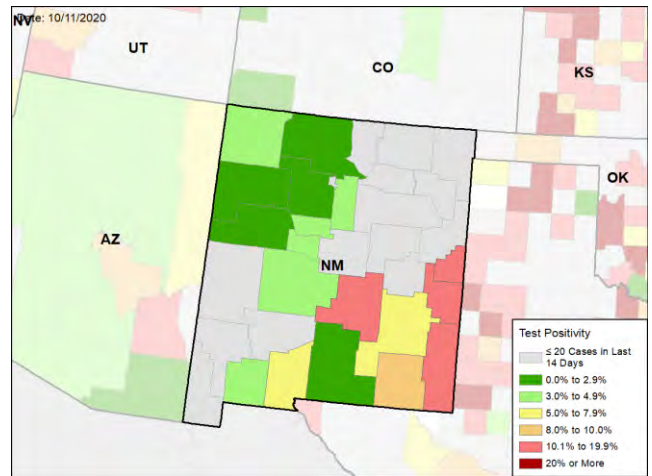 NV
Date: 10/11/2020
UT
CO
KS
OK
AZ
NM
Test Positivity
≤ 20 Cases in Last
14 Days
0.0% to 2.9%
3.0% to 4.9%
5.0% to 7.9%
8.0% to 10.0%
10.1% to 19.9%
20% or More